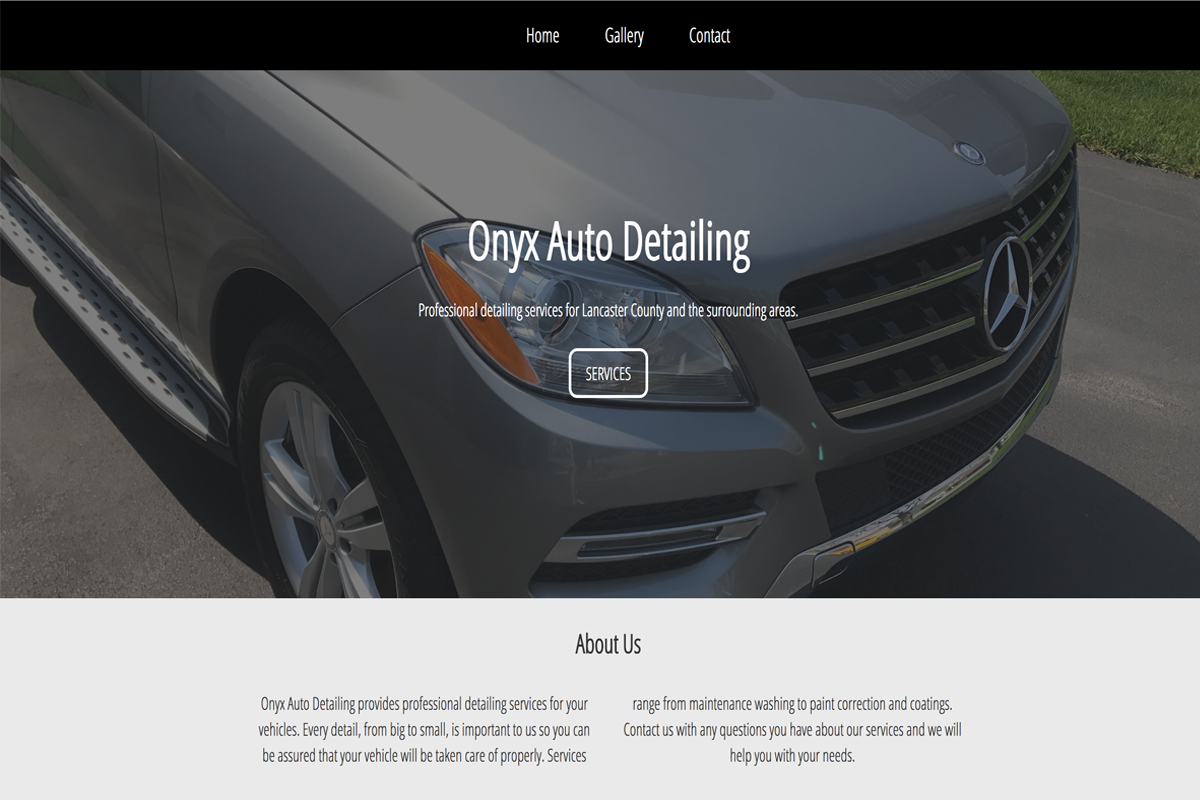 Home Gallery Contact
Onyx Auto Detailing
Professional detailing services for Lancaster County and the surrounding areas.
SERVICES
About Us
Onyx Auto Detailing provides professional detailing services for your
vehicles. Every detail, from big to small, is important to us so you can
be assured that your vehicle will be taken care of properly. Services
range from maintenance washing to paint correction and coatings.
Contact us with any questions you have about our services and we will
help you with your needs.